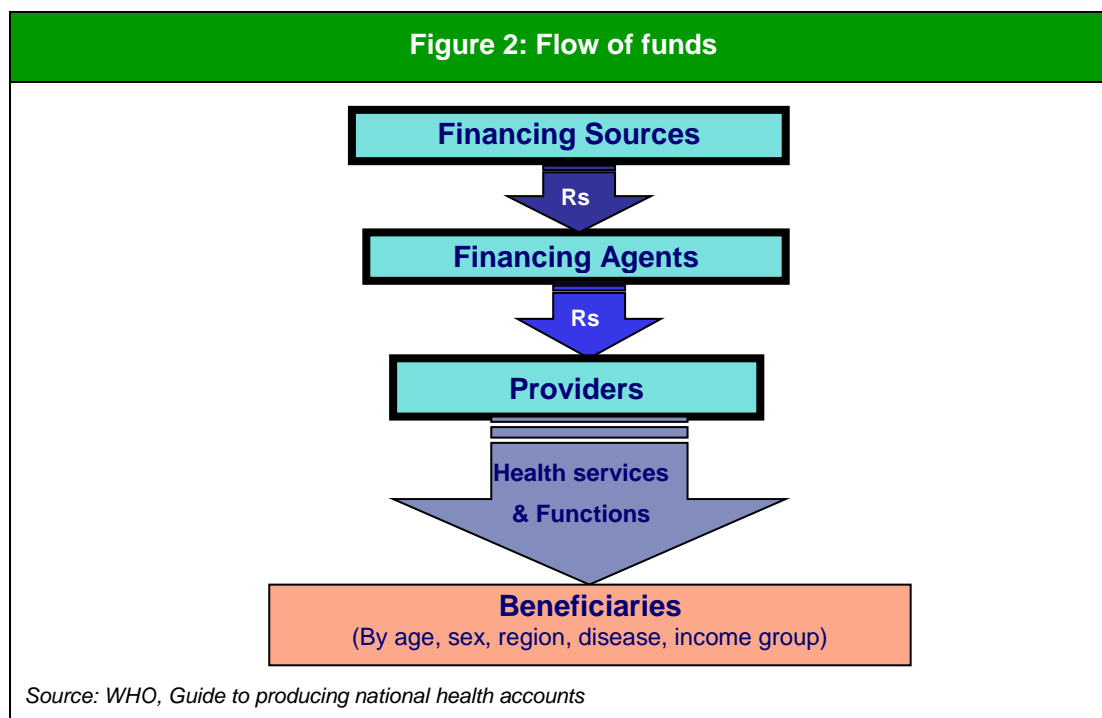 Figure 2: Flow of funds
Financing Sources
Rs
Financing Agents
Rs
Providers
Health services
& Functions
Beneficiaries
(By age, sex, region, disease, income group)
Source: WHO, Guide to producing national health accounts